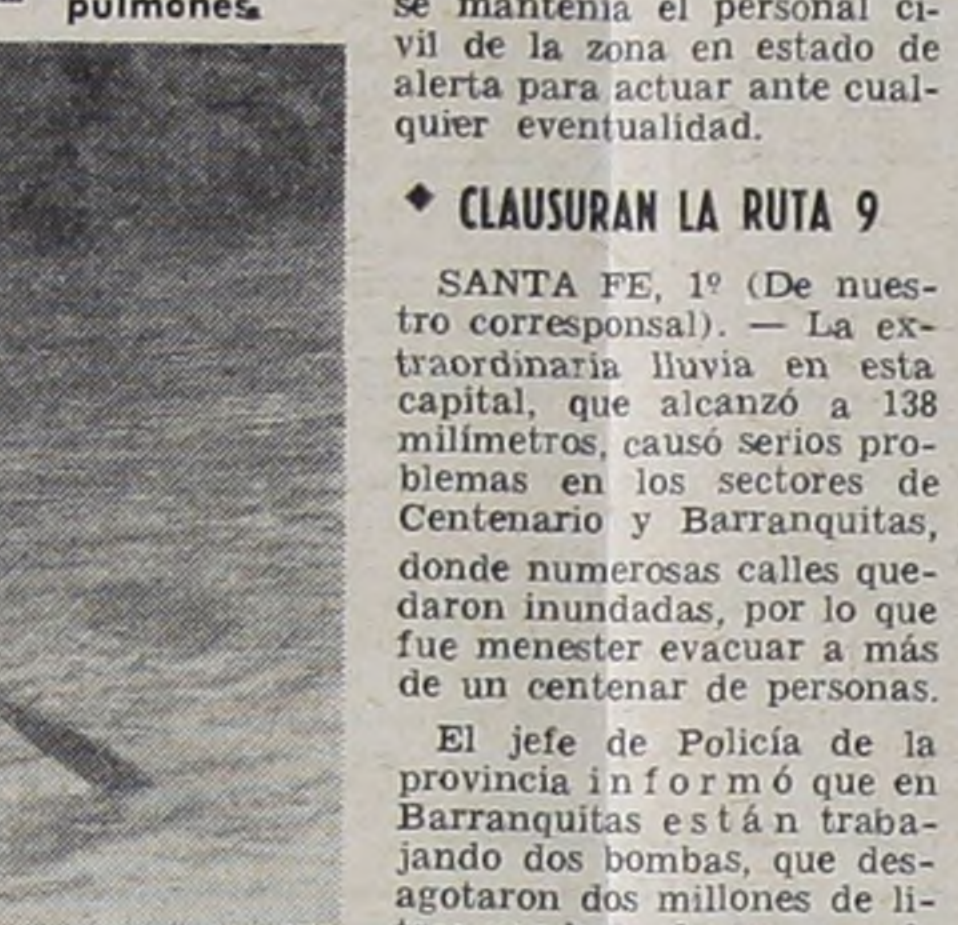 pulmones.
se mantenía el personal ci-
vil de la zona en estado de
alerta para actuar ante cual-
quier eventualidad.
◆ CLAUSURAN LA RUTA 9
SANTA FE, 1º (De nues-
tro corresponsal). — La ex-
traordinaria lluvia en esta
capital, que alcanzó a 138
milímetros, causó serios pro-
blemas en los sectores de
Centenario y Barranquitas,
donde numerosas calles que-
daron inundadas, por lo que
fue menester evacuar a más
de un centenar de personas.
El jefe de Policía de la
provincia informó que en
Barranquitas están traba-
jando dos bombas, que des-
agotaron dos millones de li-